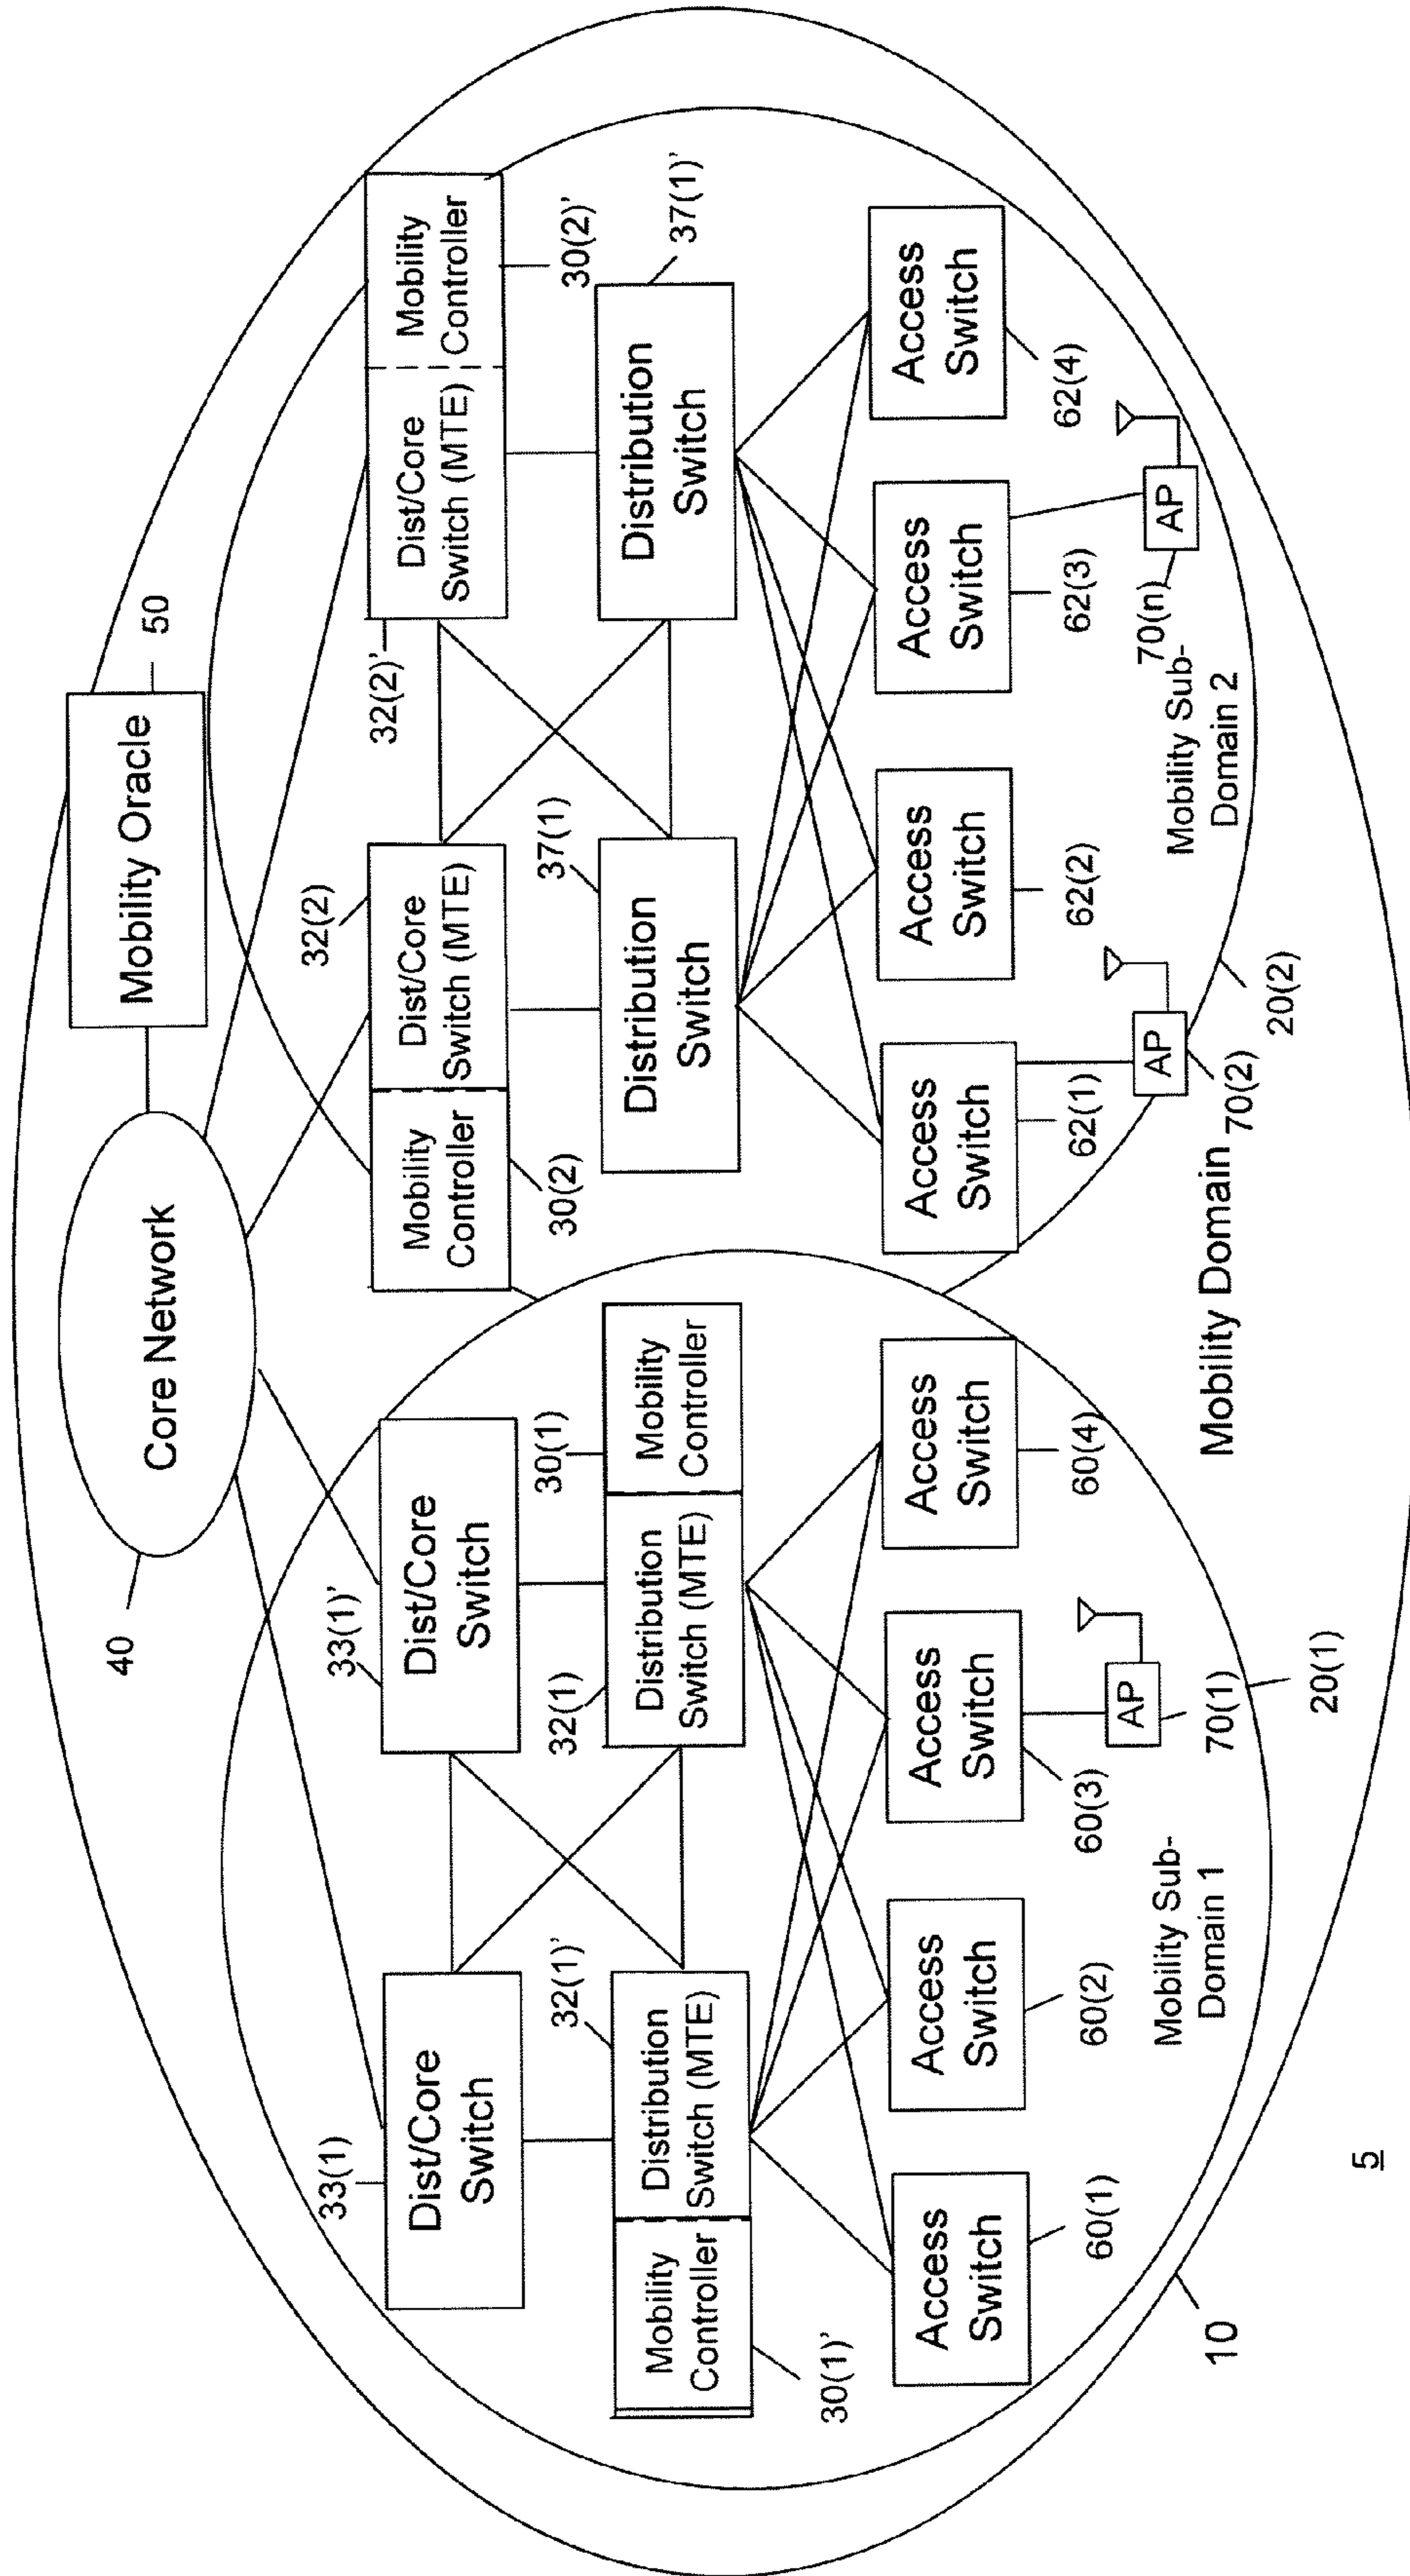 Core Network
40
Mobility Oracle
50
33(1)
Dist/Core
Switch
33(1)'
Dist/Core
Switch
32(1)'
Mobility
Controller
Distribution
Switch (MTE)
30(1)'
32(1)
30(1)
Distribution
Switch (MTE)
Mobility
Controller
Access
Switch
60(1)
Access
Switch
60(2)
Access
Switch
60(3)
Access
Switch
60(4)
AP
70(1)
Mobility Sub-
Domain 1
20(1)
32(2)
Mobility
Controller
Dist/Core
Switch (MTE)
30(2)
32(2)'
Dist/Core
Switch (MTE)
Mobility
Controller
30(2)'
37(1)
Distribution
Switch
37(1)'
Distribution
Switch
Access
Switch
62(1)
Access
Switch
62(2)
Access
Switch
62(3)
Access
Switch
62(4)
AP
70(2)
AP
70(n)
Mobility Sub-
Domain 2
20(2)
Mobility Domain
10
5